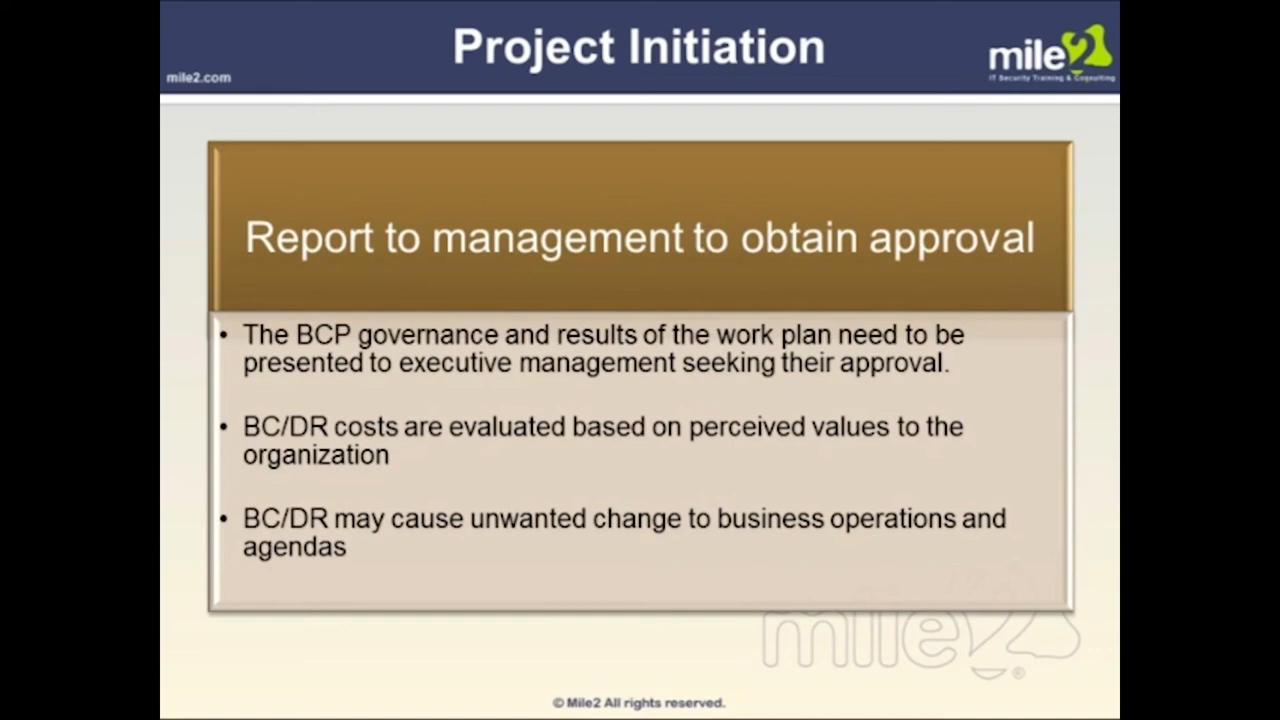 Project Initiation
mile2.com
mile2
IT Security Training & Consulting
Report to management to obtain approval
• The BCP governance and results of the work plan need to be
presented to executive management seeking their approval.
• BC/DR costs are evaluated based on perceived values to the
organization
• BC/DR may cause unwanted change to business operations and
agendas
mile2®
© Mile2 All rights reserved.